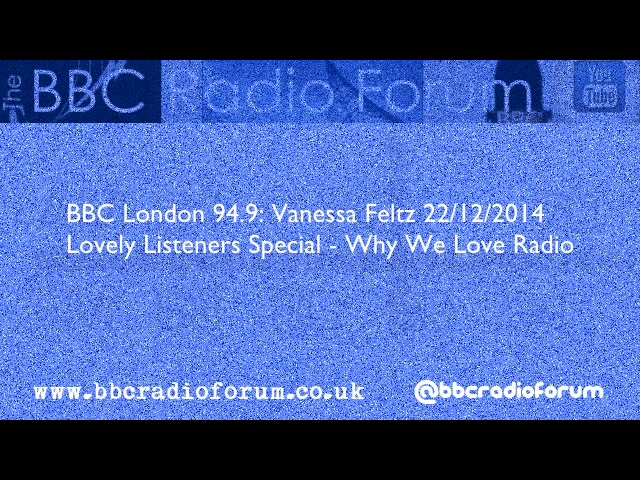 The BBC Radio Forum
You Tube
BBC London 94.9: Vanessa Feltz 22/12/2014
Lovely Listeners Special - Why We Love Radio
www.bbcradioforum.co.uk
@bbcradioforum